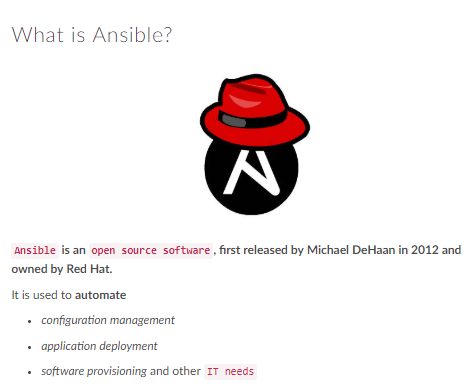 What is Ansible?
Ansible is an open source software, first released by Michael DeHaan in 2012 and
owned by Red Hat.
It is used to automate
• configuration management
• application deployment
• software provisioning and other IT needs